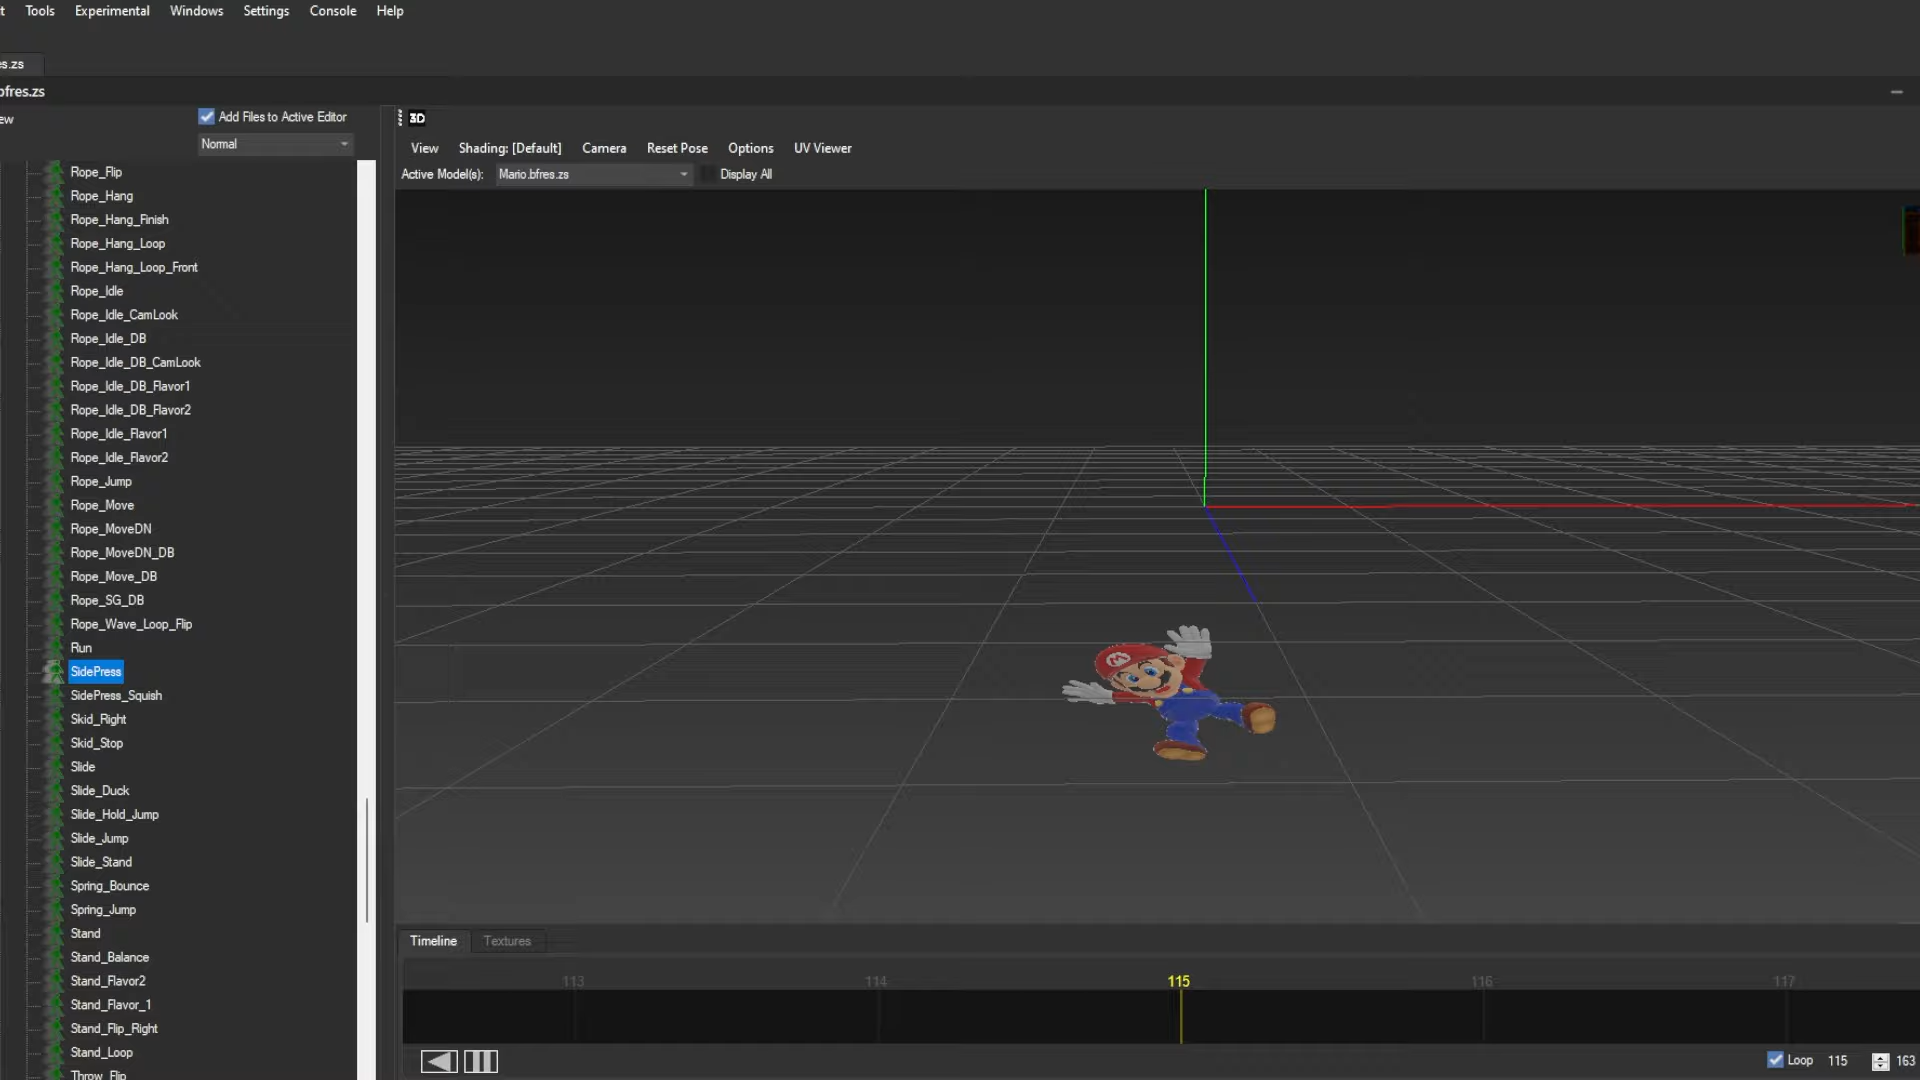 t Tools Experimental Windows Settings Console Help
es.zs
bfres.zs
ew
Add Files to Active Editor
Normal
Rope_Flip
Rope_Hang
Rope_Hang_Finish
Rope_Hang_Loop
Rope_Hang_Loop_Front
Rope_Idle
Rope_Idle_CamLook
Rope_Idle_DB
Rope_Idle_DB_CamLook
Rope_Idle_DB_Flavor1
Rope_Idle_DB_Flavor2
Rope_Idle_Flavor1
Rope_Idle_Flavor2
Rope_Jump
Rope_Move
Rope_MoveDN
Rope_MoveDN_DB
Rope_Move_DB
Rope_SG_DB
Rope_Wave_Loop_Flip
Run
SidePress
SidePress_Squish
Skid_Right
Skid_Stop
Slide
Slide_Duck
Slide_Hold_Jump
Slide_Jump
Slide_Stand
Spring_Bounce
Spring_Jump
Stand
Stand_Balance
Stand_Flavor2
Stand_Flavor_1
Stand_Flip_Right
Stand_Loop
Throw_Flip
3D
View Shading: [Default] Camera Reset Pose Options UV Viewer
Active Model(s): Mario.bfres.zs Display All
M
Timeline Textures
113 114 115 116 117
Loop 115 163